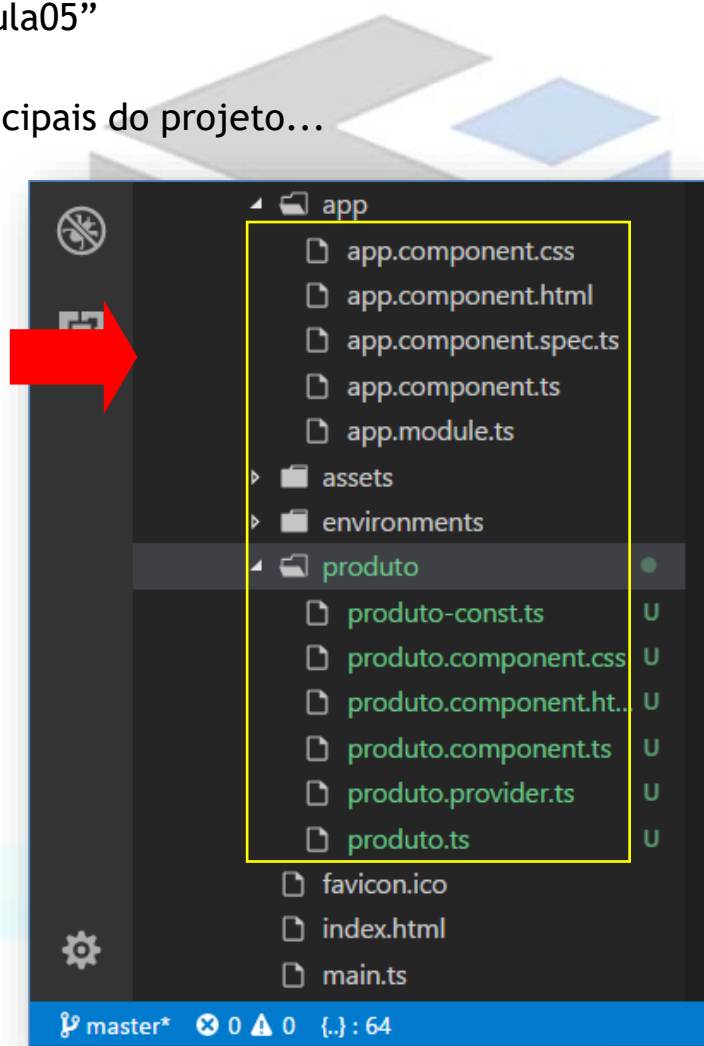 ula05”
cipais do projeto...
app
app.component.css
app.component.html
app.component.spec.ts
app.component.ts
app.module.ts
assets
environments
produto
produto-const.ts U
produto.component.css U
produto.component.ht... U
produto.component.ts U
produto.provider.ts U
produto.ts U
favicon.ico
index.html
main.ts
master* 0 0 {..} : 64